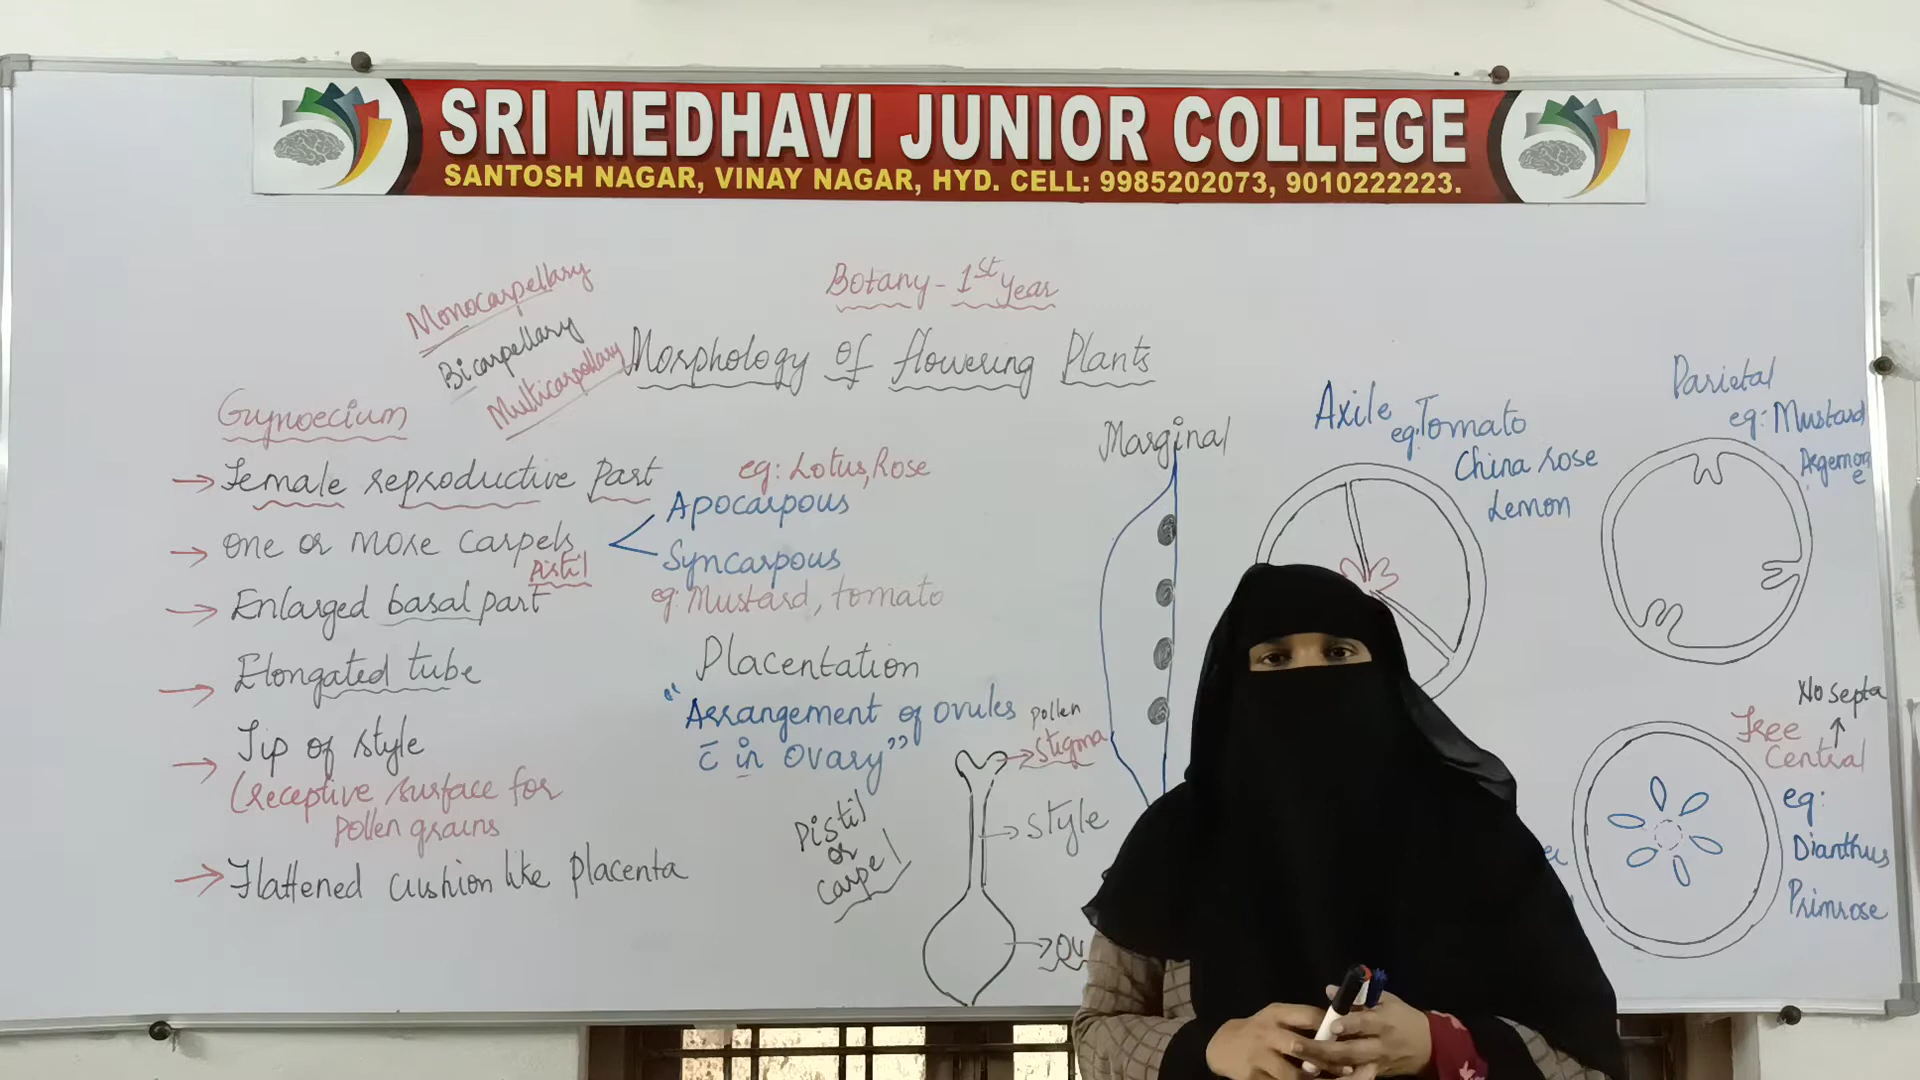 SRI MEDHAVI JUNIOR COLLEGE
SANTOSH NAGAR, VINAY NAGAR, HYD. CELL: 9985202073, 9010222223.
Botany - 1st Year
Morphology of flowering Plants
Monocarpellary
Bicarpellary
Multicarpellary
Gynoecium
→ Female reproductive Part
→ One or more carpels
Pistil
→ Enlarged basal part
→ Elongated tube
→ Tip of style
(receptive surface for
pollen grains
→ Flattened cushion like placenta
eg: Lotus, Rose
Apocarpous
Syncarpous
eg: Mustard, tomato
Placentation
"Arrangement of ovules
c̄ in ovary"
pollen
→ stigma
→ style
Pistil
or
carpel
Marginal
Axile
eg: Tomato
China rose
Lemon
Parietal
eg: Mustard
Argemone
No septa
↑
Free
Central
eg:
Dianthus
Primrose